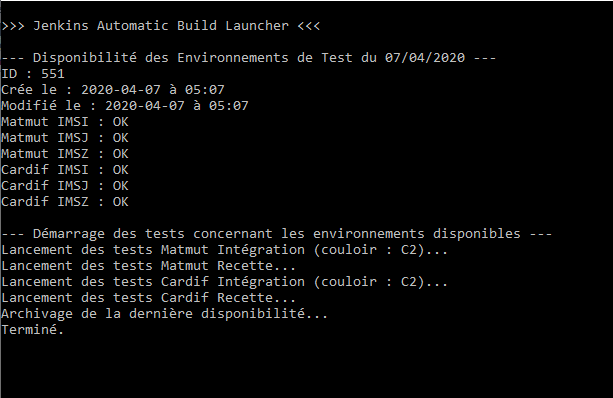 >>> Jenkins Automatic Build Launcher <<<
--- Disponibilité des Environnements de Test du 07/04/2020 ---
ID : 551
Crée le : 2020-04-07 à 05:07
Modifié le : 2020-04-07 à 05:07
Matmut IMSI : OK
Matmut IMSJ : OK
Matmut IMSZ : OK
Cardif IMSI : OK
Cardif IMSJ : OK
Cardif IMSZ : OK
--- Démarrage des tests concernant les environnements disponibles ---
Lancement des tests Matmut Intégration (couloir : C2)...
Lancement des tests Matmut Recette...
Lancement des tests Cardif Intégration (couloir : C2)...
Lancement des tests Cardif Recette...
Archivage de la dernière disponibilité...
Terminé.